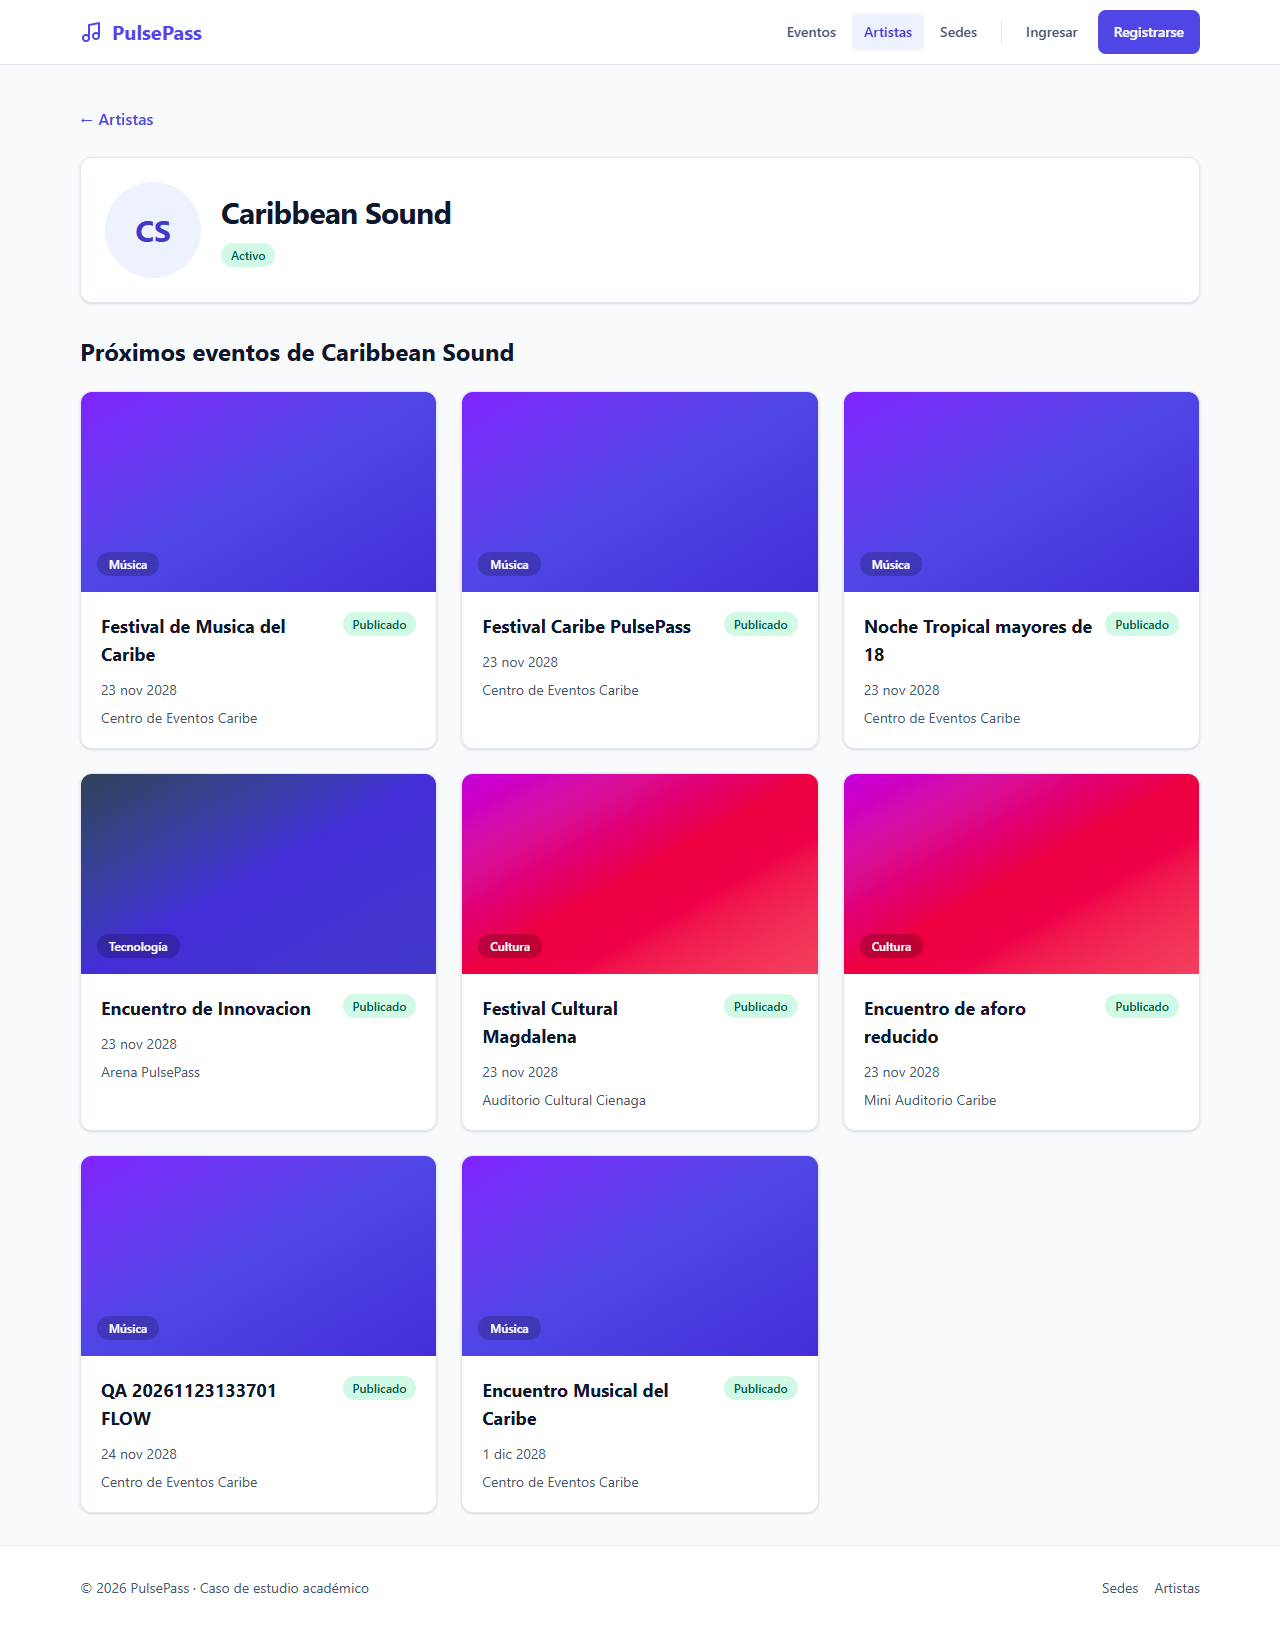 PulsePass
Eventos
Artistas
Sedes
Ingresar
Registrarse
← Artistas
CS
Caribbean Sound
Activo
Próximos eventos de Caribbean Sound
Música
Festival de Musica del
Caribe
Publicado
23 nov 2028
Centro de Eventos Caribe
Música
Festival Caribe PulsePass
Publicado
23 nov 2028
Centro de Eventos Caribe
Música
Noche Tropical mayores de
18
Publicado
23 nov 2028
Centro de Eventos Caribe
Tecnología
Encuentro de Innovacion
Publicado
23 nov 2028
Arena PulsePass
Cultura
Festival Cultural
Magdalena
Publicado
23 nov 2028
Auditorio Cultural Cienaga
Cultura
Encuentro de aforo
reducido
Publicado
23 nov 2028
Mini Auditorio Caribe
Música
QA 20261123133701
FLOW
Publicado
24 nov 2028
Centro de Eventos Caribe
Música
Encuentro Musical del
Caribe
Publicado
1 dic 2028
Centro de Eventos Caribe
© 2026 PulsePass · Caso de estudio académico
Sedes
Artistas